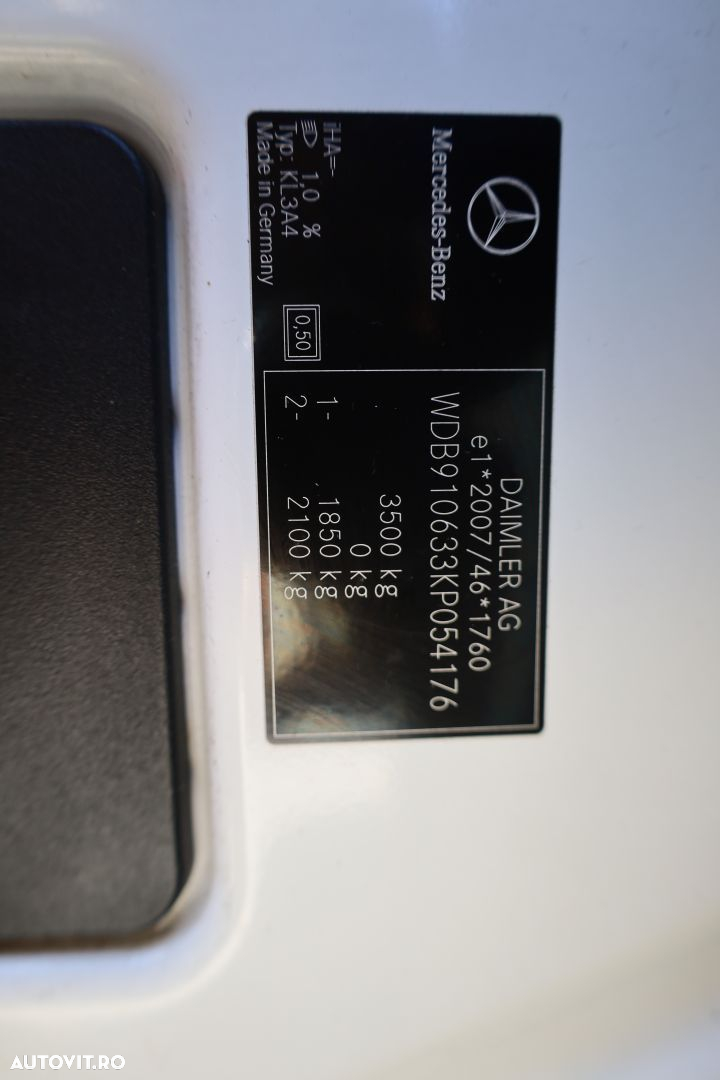 Mercedes-Benz
DAIMLER AG
e1*2007/46*1760
WDB910633KP054176
3500 kg
0 kg
1- 1850 kg
2- 2100 kg
iHA=-
1,0 %
Typ: KL3A4
Made in Germany
0,50
AUTOVIT.RO